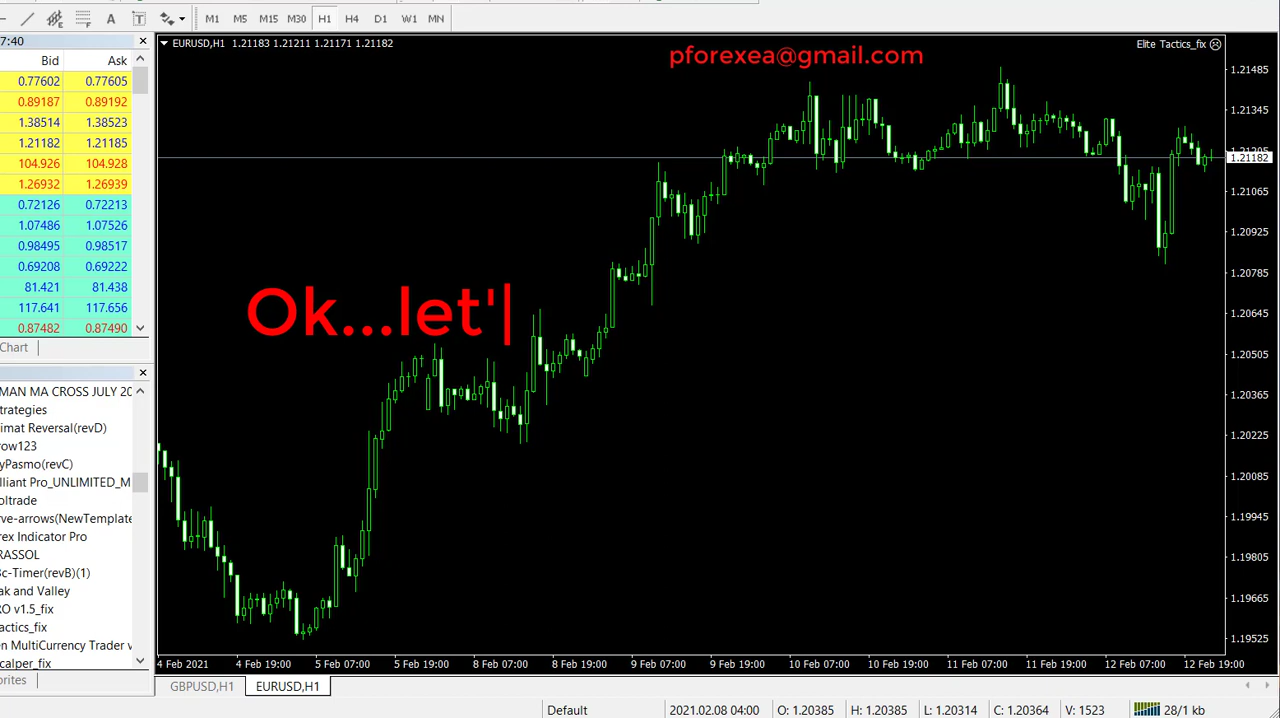 M1 M5 M15 M30 H1 H4 D1 W1 MN
7:40
Bid Ask
0.77602 0.77605
0.89187 0.89192
1.38514 1.38523
1.21182 1.21185
104.926 104.928
1.26932 1.26939
0.72126 0.72213
1.07486 1.07526
0.98495 0.98517
0.69208 0.69222
81.421 81.438
117.641 117.656
0.87482 0.87490
Chart
MAN MA CROSS JULY 20
trategies
imat Reversal(revD)
row123
yPasmo(revC)
lliant Pro_UNLIMITED_M
oltrade
rve-arrows(NewTemplate
rex Indicator Pro
RASSOL
3c-Timer(revB)(1)
ak and Valley
RO v1.5_fix
actics_fix
en MultiCurrency Trader v
calper_fix
orites
EURUSD,H1 1.21183 1.21211 1.21171 1.21182
pforexea@gmail.com
Elite Tactics_fix
Ok...let'
1.21485
1.21345
1.21205
1.21182
1.21065
1.20925
1.20785
1.20645
1.20505
1.20365
1.20225
1.20085
1.19945
1.19805
1.19665
1.19525
4 Feb 2021 4 Feb 19:00 5 Feb 07:00 5 Feb 19:00 8 Feb 07:00 8 Feb 19:00 9 Feb 07:00 9 Feb 19:00 10 Feb 07:00 10 Feb 19:00 11 Feb 07:00 11 Feb 19:00 12 Feb 07:00 12 Feb 19:00
GBPUSD,H1 EURUSD,H1
Default 2021.02.08 04:00 O: 1.20385 H: 1.20385 L: 1.20314 C: 1.20364 V: 1523 28/1 kb